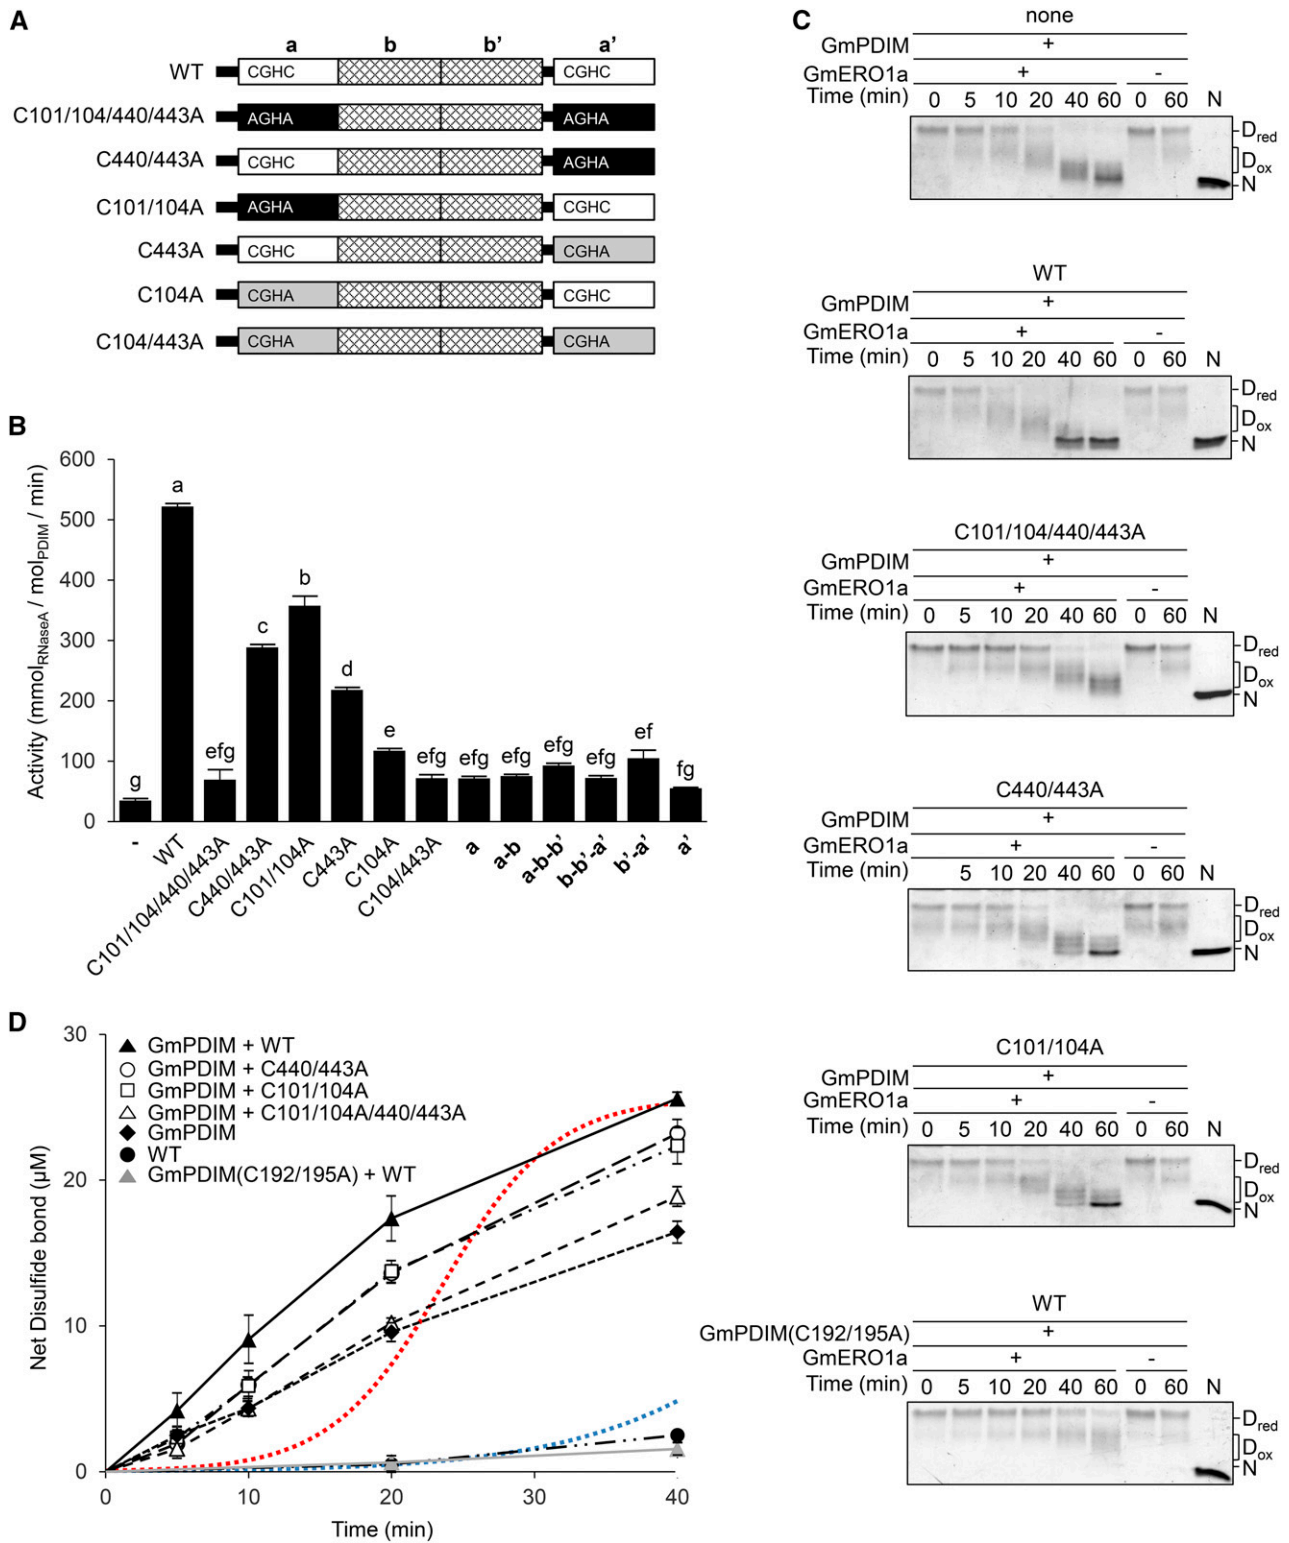 A
a b b’ a’
WT CGHC CGHC
C101/104/440/443A AGHA AGHA
C440/443A CGHC AGHA
C101/104A AGHA CGHC
C443A CGHC CGHA
C104A CGHA CGHC
C104/443A CGHA CGHA
B
Activity (mmolRNaseA / molPDIM / min)
600
500
400
300
200
100
0
g a efg c b d e efg efg efg efg efg ef fg
- WT C101/104/440/443A C440/443A C101/104A C443A C104A C104/443A a a-b a-b-b’ b-b’-a’ b’-a’ a’
C
none
GmPDIM +
GmERO1a + -
Time (min) 0 5 10 20 40 60 0 60 N
Dred
Dox
N
WT
GmPDIM +
GmERO1a + -
Time (min) 0 5 10 20 40 60 0 60 N
Dred
Dox
N
C101/104/440/443A
GmPDIM +
GmERO1a + -
Time (min) 0 5 10 20 40 60 0 60 N
Dred
Dox
N
C440/443A
GmPDIM +
GmERO1a + -
Time (min) 5 10 20 40 60 0 60 N
Dred
Dox
N
C101/104A
GmPDIM +
GmERO1a + -
Time (min) 0 5 10 20 40 60 0 60 N
Dred
Dox
N
WT
GmPDIM(C192/195A) +
GmERO1a + -
Time (min) 0 5 10 20 40 60 0 60 N
Dred
Dox
N
D
Net Disulfide bond (µM)
30
20
10
0
GmPDIM + WT
GmPDIM + C440/443A
GmPDIM + C101/104A
GmPDIM + C101/104A/440/443A
GmPDIM
WT
GmPDIM(C192/195A) + WT
0 10 20 30 40
Time (min)